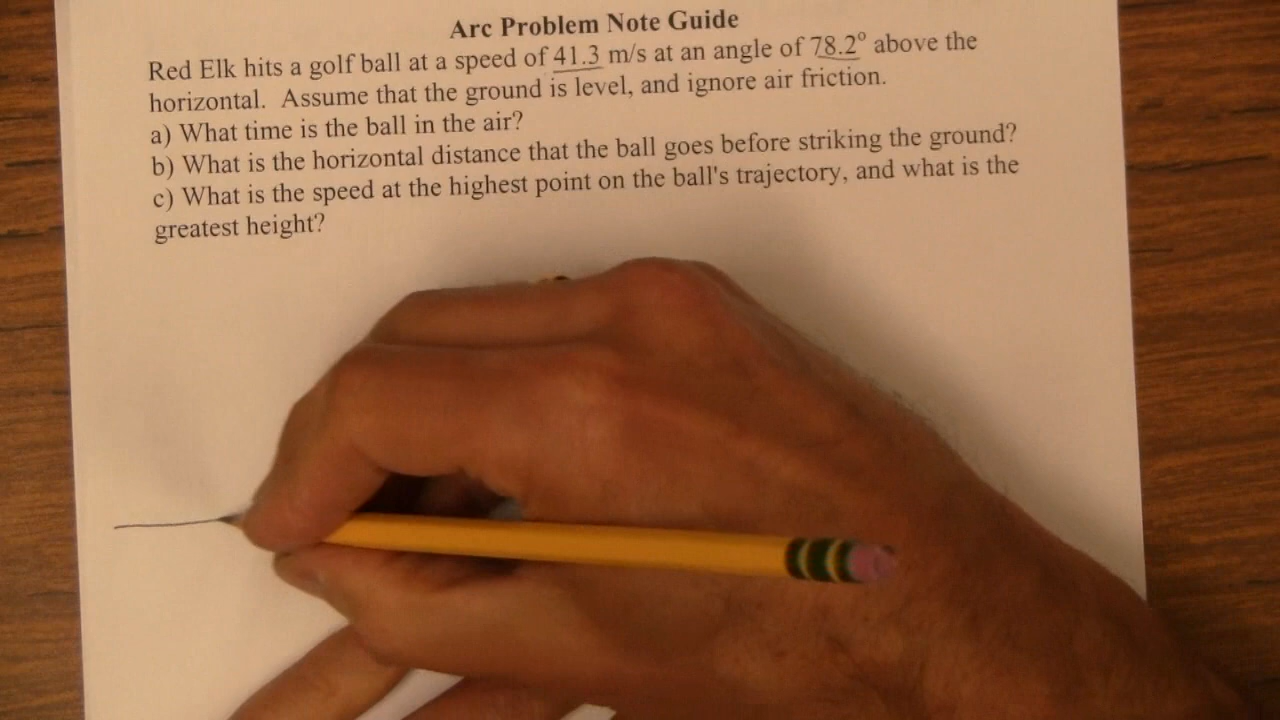 Arc Problem Note Guide
Red Elk hits a golf ball at a speed of 41.3 m/s at an angle of 78.2º above the
horizontal. Assume that the ground is level, and ignore air friction.
a) What time is the ball in the air?
b) What is the horizontal distance that the ball goes before striking the ground?
c) What is the speed at the highest point on the ball's trajectory, and what is the
greatest height?